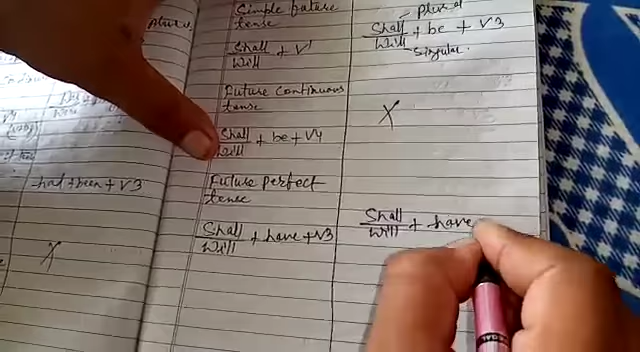 Simple future
tense
Shall
Will + V¹
Future Continuous
tense
Shall
Will + be + V4
Future perfect
tense
Shall
Will + have + V3
plural
Shall
Will + be + V3
Singular
X
Shall
Will + have
had + been + V3
X